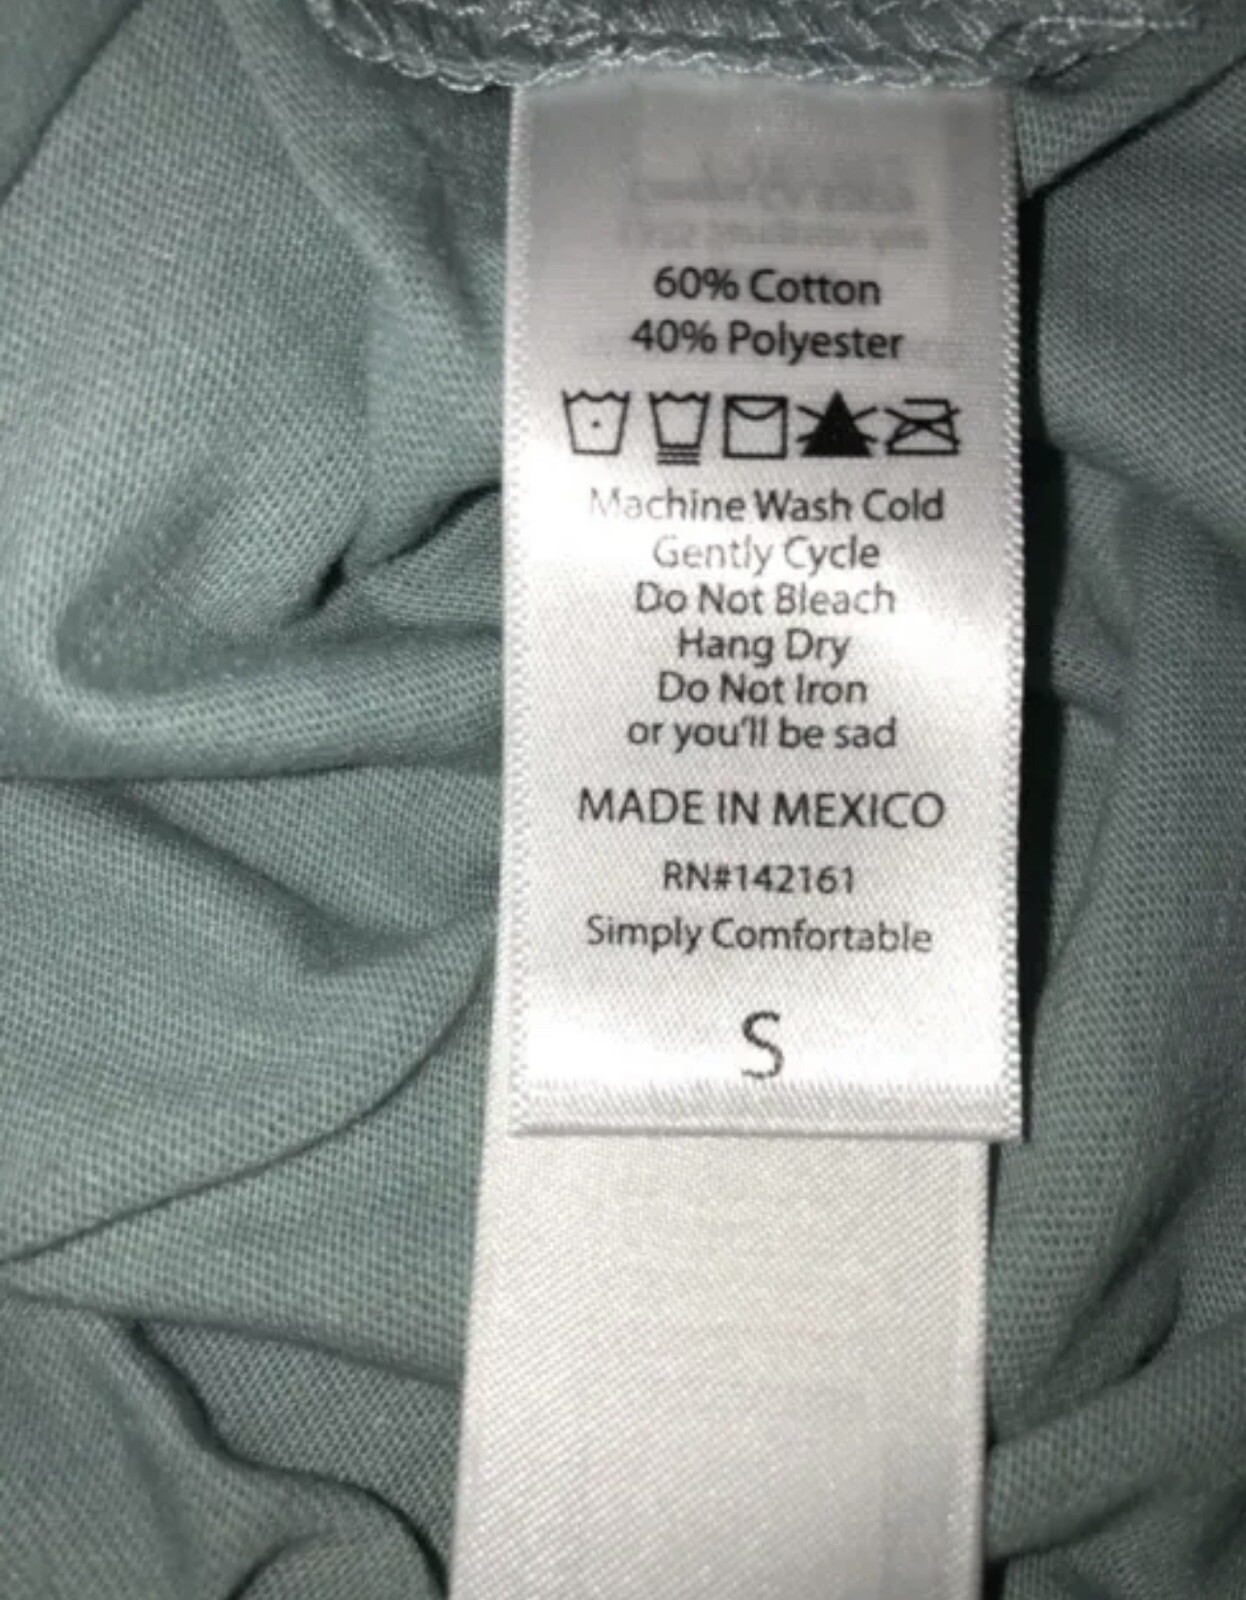 60% Cotton
40% Polyester
Machine Wash Cold
Gently Cycle
Do Not Bleach
Hang Dry
Do Not Iron
or you'll be sad
MADE IN MEXICO
RN#142161
Simply Comfortable
S